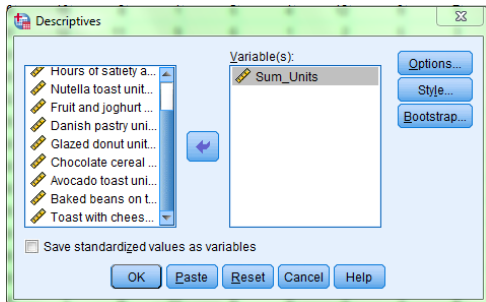 Descriptives
Hours of satiety a...
Nutella toast unit...
Fruit and joghurt ...
Danish pastry uni...
Glazed donut unit...
Chocolate cereal ...
Avocado toast uni...
Baked beans on t...
Toast with chees...
Variable(s):
Sum_Units
Options...
Style...
Bootstrap...
Save standardized values as variables
OK Paste Reset Cancel Help